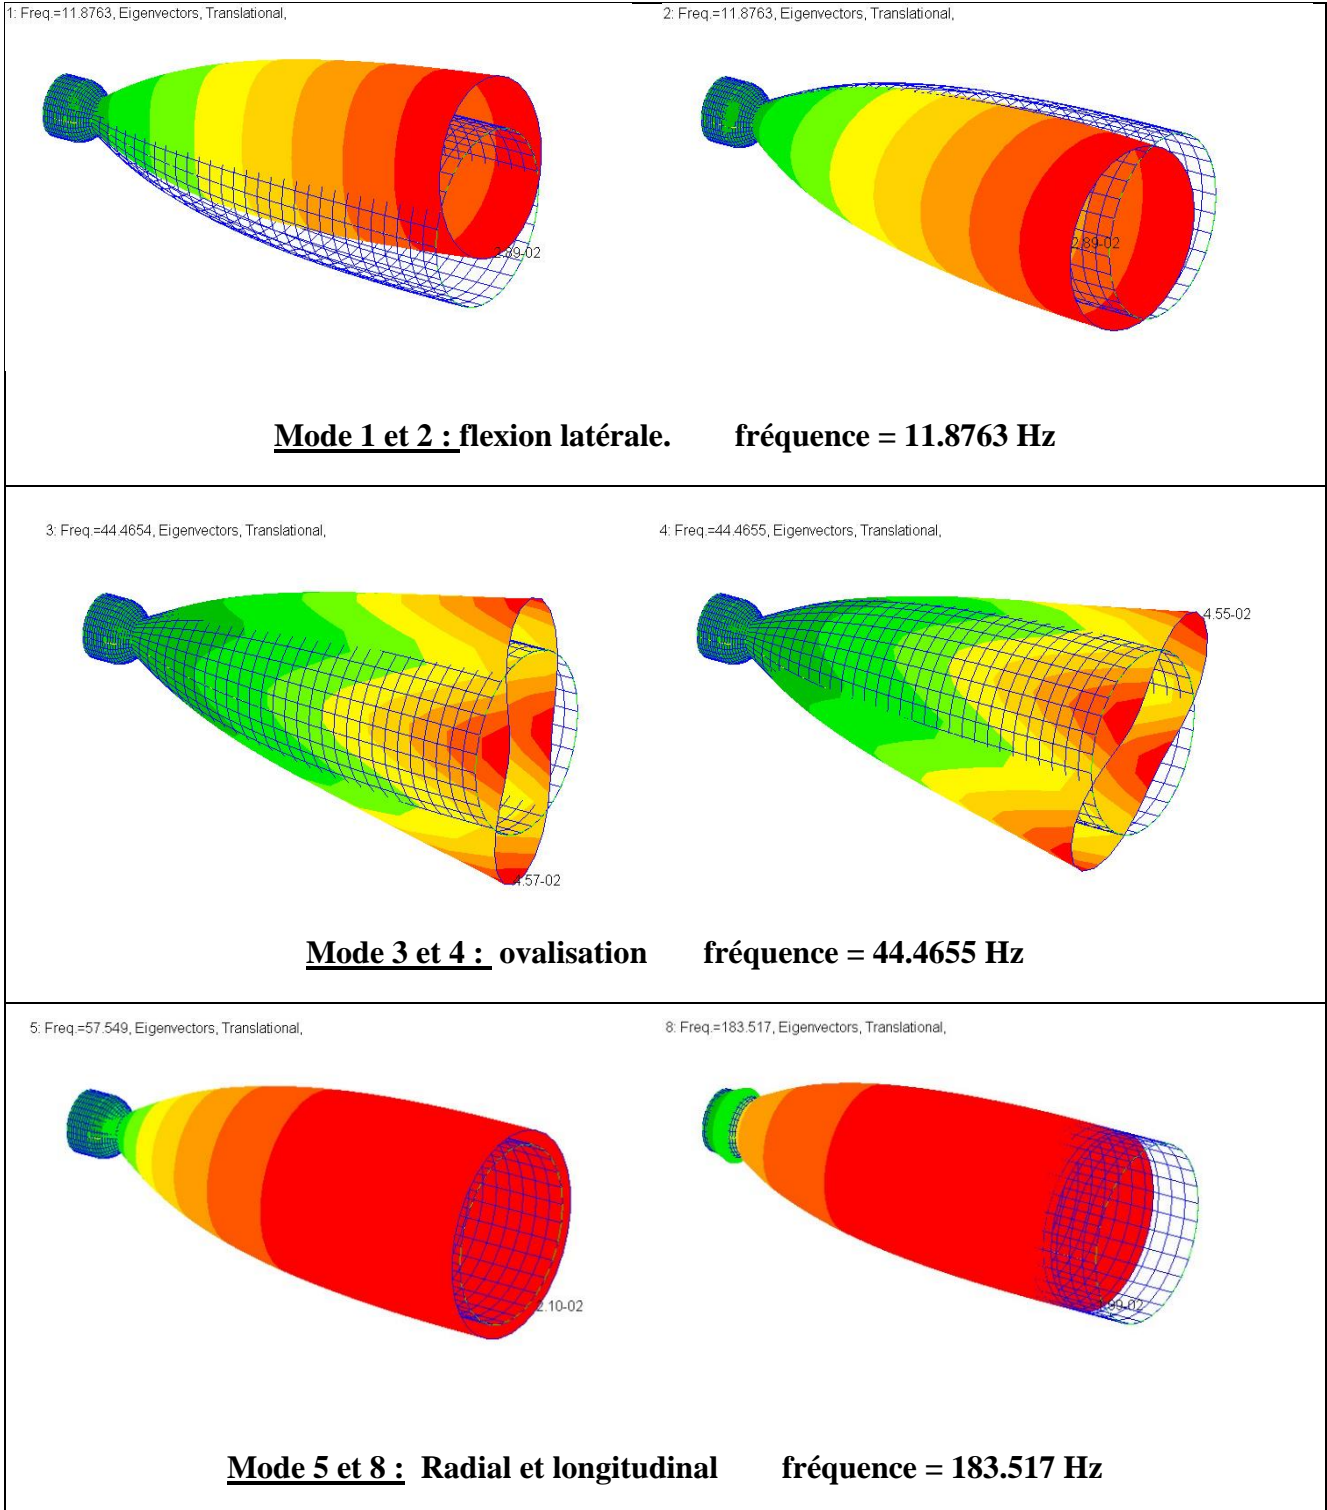 1: Freq.=11.8763, Eigenvectors, Translational,
2: Freq.=11.8763, Eigenvectors, Translational,
2.89-02
2.89-02
Mode 1 et 2 : flexion latérale. fréquence = 11.8763 Hz
3: Freq.=44.4654, Eigenvectors, Translational,
4: Freq.=44.4655, Eigenvectors, Translational,
4.55-02
4.57-02
Mode 3 et 4 : ovalisation fréquence = 44.4655 Hz
5: Freq.=57.549, Eigenvectors, Translational,
8: Freq.=183.517, Eigenvectors, Translational,
2.10-02
Mode 5 et 8 : Radial et longitudinal fréquence = 183.517 Hz